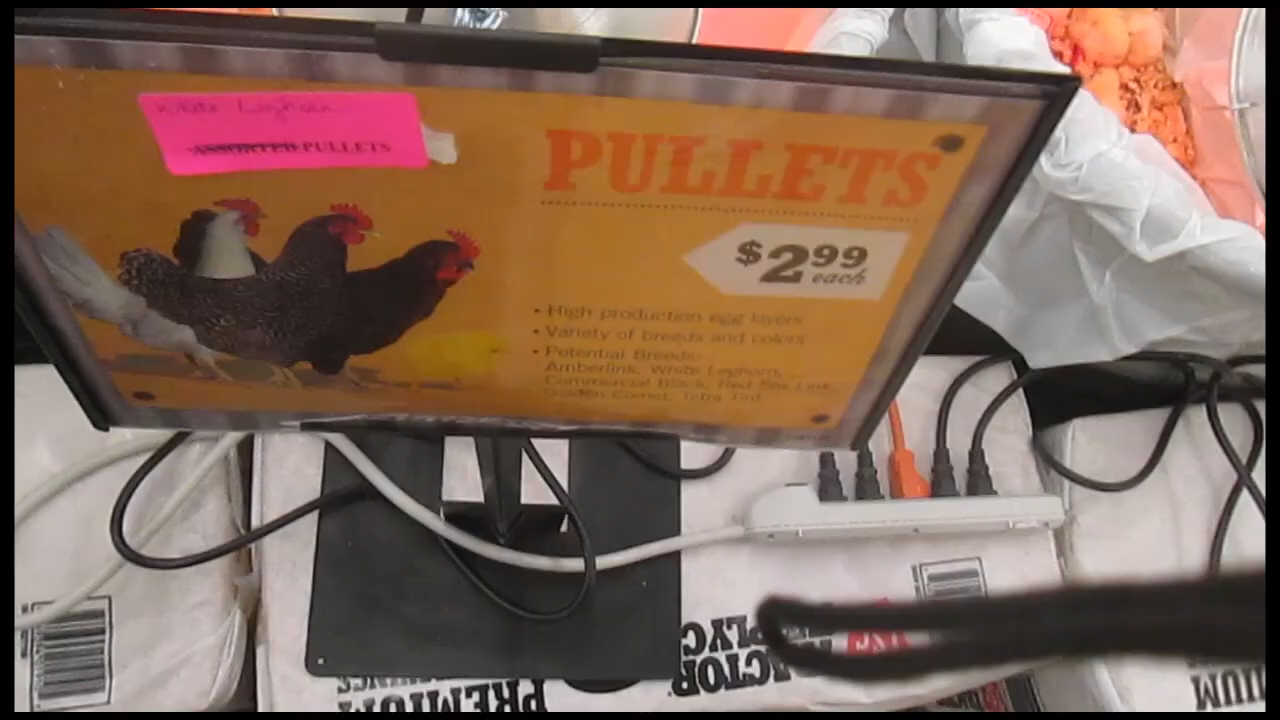 White Leghorn
ASSORTED PULLETS
PULLETS
$2.99
each
• High production egg layers
• Variety of breeds and colors
• Potential Breeds:
Amberlink, White Leghorn,
Commercial Black, Red Sex Link,
Golden Comet, Tetra Tint
TRACTOR
SUPPLY CO
PREMIUM